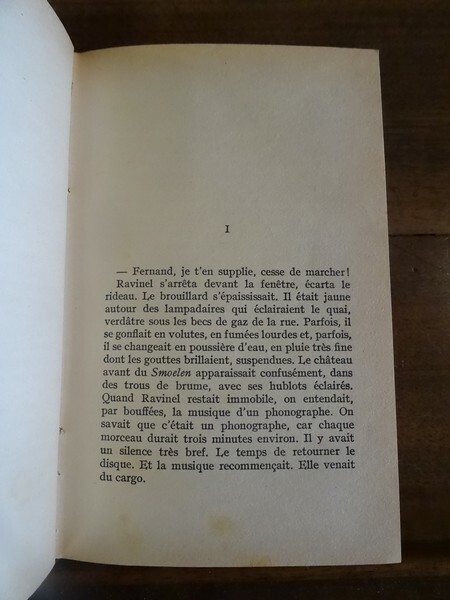 I
— Fernand, je t'en supplie, cesse de marcher!
Ravinel s'arrêta devant la fenêtre, écarta le
rideau. Le brouillard s'épaississait. Il était jaune
autour des lampadaires qui éclairaient le quai,
verdâtre sous les becs de gaz de la rue. Parfois, il
se gonflait en volutes, en fumées lourdes et, parfois,
il se changeait en poussière d'eau, en pluie très fine
dont les gouttes brillaient, suspendues. Le château
avant du Smoelen apparaissait confusément, dans
des trous de brume, avec ses hublots éclairés.
Quand Ravinel restait immobile, on entendait,
par bouffées, la musique d'un phonographe. On
savait que c'était un phonographe, car chaque
morceau durait trois minutes environ. Il y avait
un silence très bref. Le temps de retourner le
disque. Et la musique recommençait. Elle venait
du cargo.